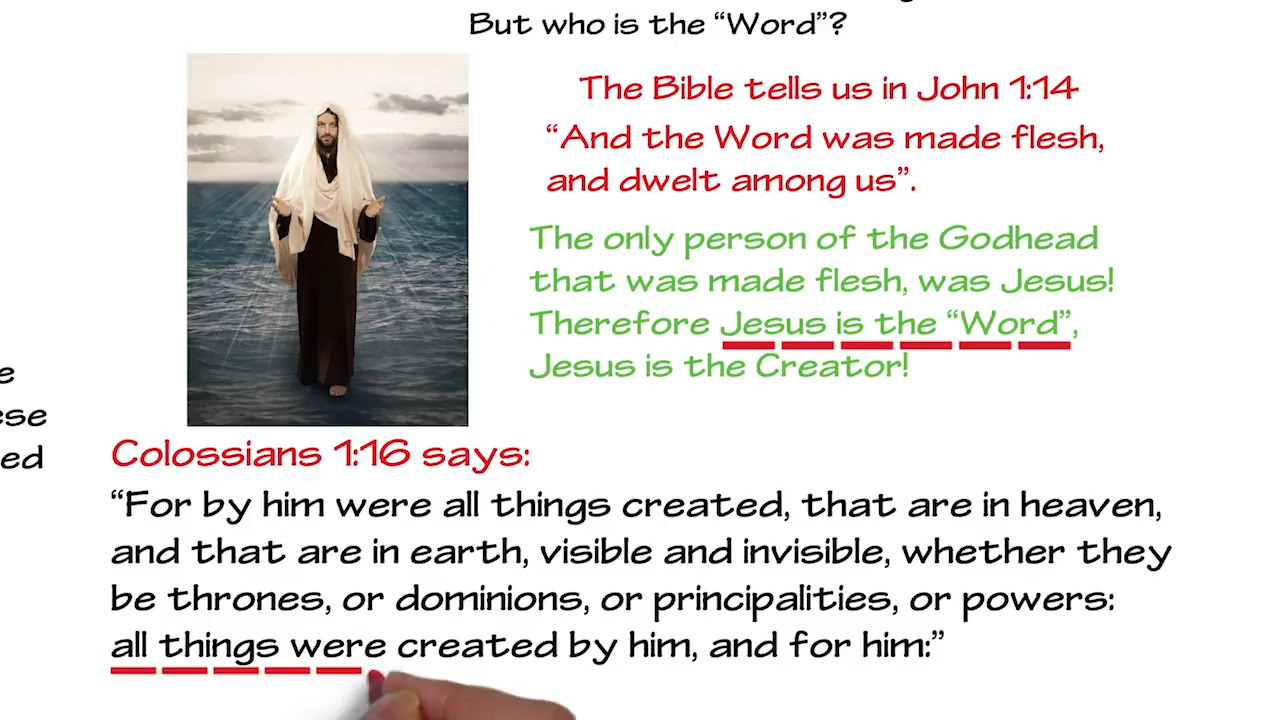 But who is the “Word”?
The Bible tells us in John 1:14
“And the Word was made flesh,
and dwelt among us”.
The only person of the Godhead
that was made flesh, was Jesus!
Therefore Jesus is the “Word”,
Jesus is the Creator!
Colossians 1:16 says:
“For by him were all things created, that are in heaven,
and that are in earth, visible and invisible, whether they
be thrones, or dominions, or principalities, or powers:
all things were created by him, and for him:”